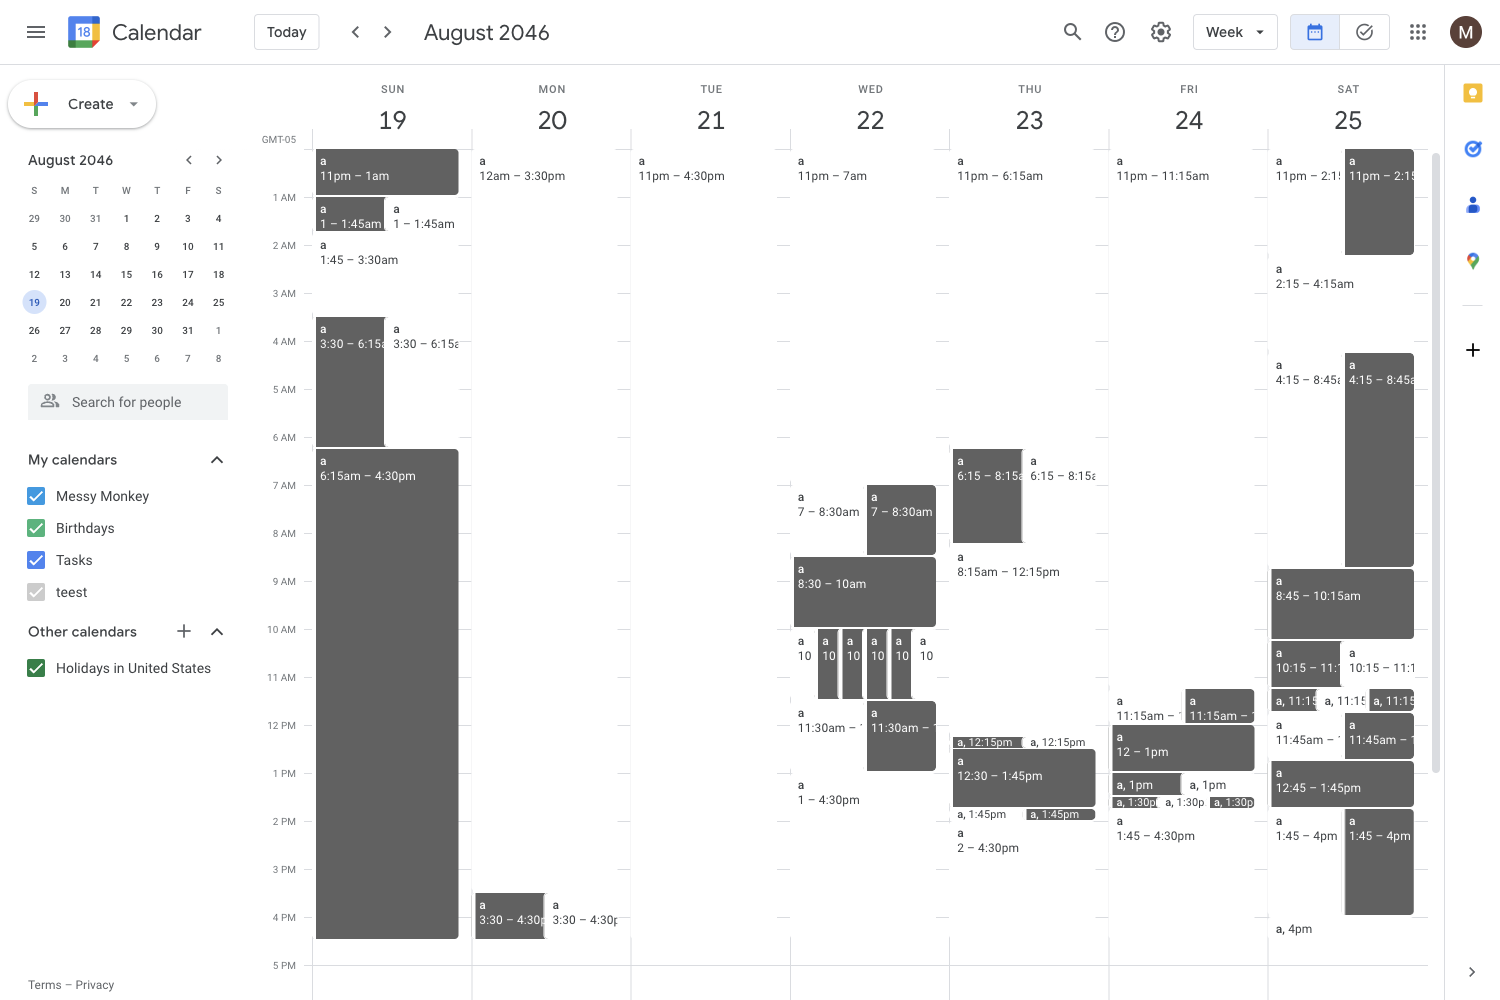 18 Calendar
Today
August 2046
Week
M
Create
August 2046
S M T W T F S
29 30 31 1 2 3 4
5 6 7 8 9 10 11
12 13 14 15 16 17 18
19 20 21 22 23 24 25
26 27 28 29 30 31 1
2 3 4 5 6 7 8
Search for people
My calendars
Messy Monkey
Birthdays
Tasks
teest
Other calendars
Holidays in United States
Terms – Privacy
GMT-05
1 AM
2 AM
3 AM
4 AM
5 AM
6 AM
7 AM
8 AM
9 AM
10 AM
11 AM
12 PM
1 PM
2 PM
3 PM
4 PM
5 PM
SUN
19
a
11pm – 1am
a
1 – 1:45am
a
1 – 1:45am
a
1:45 – 3:30am
a
3:30 – 6:15a
a
3:30 – 6:15a
a
6:15am – 4:30pm
MON
20
a
12am – 3:30pm
a
3:30 – 4:30p
a
3:30 – 4:30p
TUE
21
a
11pm – 4:30pm
WED
22
a
11pm – 7am
a
7 – 8:30am
a
7 – 8:30am
a
8:30 – 10am
a
10
a
10
a
10
a
10
a
10
a
10
a
11:30am –
a
11:30am –
a
1 – 4:30pm
THU
23
a
11pm – 6:15am
a
6:15 – 8:15a
a
6:15 – 8:15a
a
8:15am – 12:15pm
a, 12:15pm
a, 12:15pm
a
12:30 – 1:45pm
a, 1:45pm
a, 1:45pm
a
2 – 4:30pm
FRI
24
a
11pm – 11:15am
a
11:15am –
a
11:15am –
a
12 – 1pm
a, 1pm
a, 1pm
a, 1:30p
a, 1:30p
a, 1:30p
a
1:45 – 4:30pm
SAT
25
a
11pm – 2:15
a
11pm – 2:15
a
2:15 – 4:15am
a
4:15 – 8:45a
a
4:15 – 8:45a
a
8:45 – 10:15am
a
10:15 – 11:1
a
10:15 – 11:1
a, 11:15
a, 11:15
a, 11:15
a
11:45am –
a
11:45am – 1
a
12:45 – 1:45pm
a
1:45 – 4pm
a
1:45 – 4pm
a, 4pm